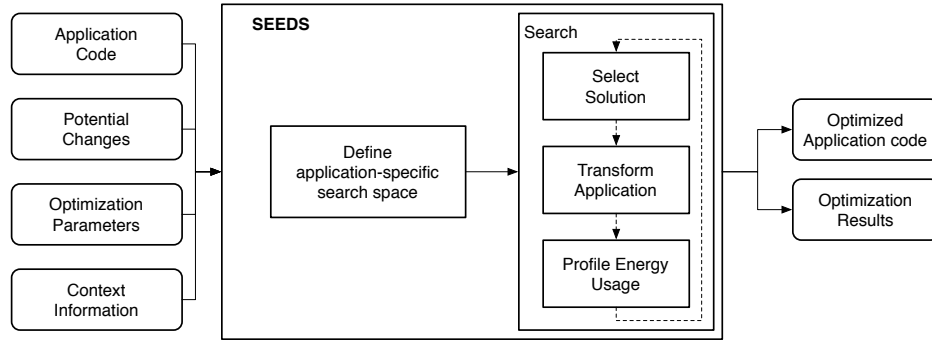 Application
Code
Potential
Changes
Optimization
Parameters
Context
Information
SEEDS
Define
application-specific
search space
Search
Select
Solution
Transform
Application
Profile Energy
Usage
Optimized
Application code
Optimization
Results